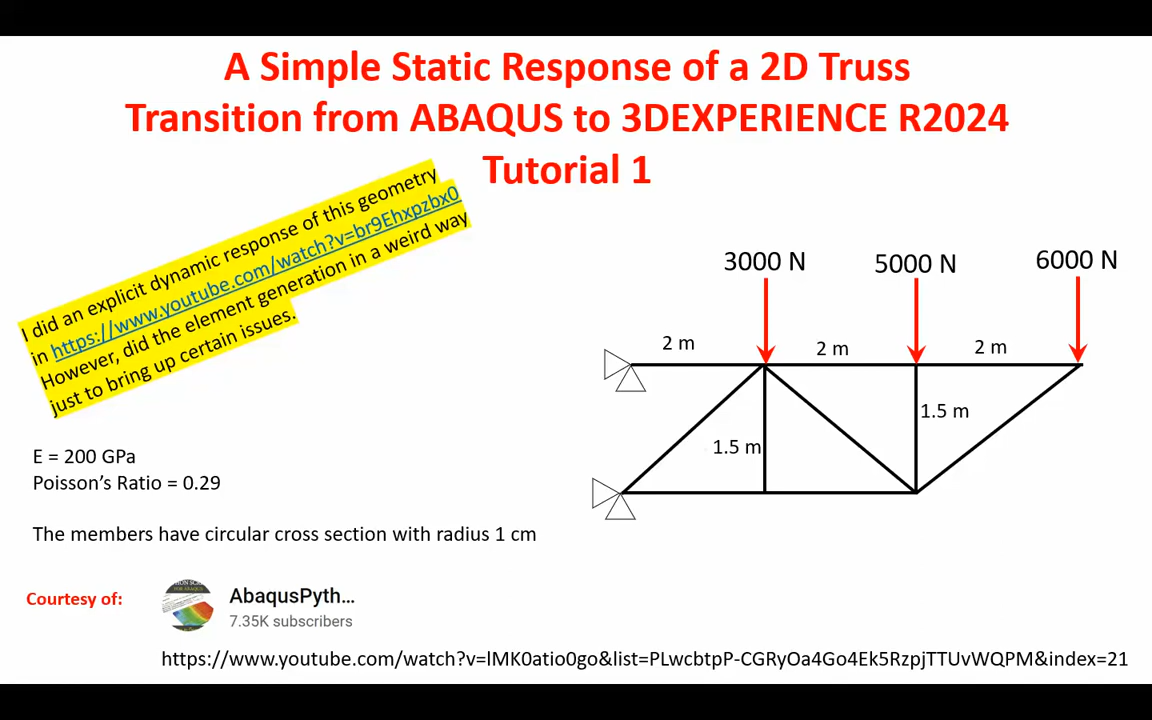 A Simple Static Response of a 2D Truss
Transition from ABAQUS to 3DEXPERIENCE R2024
Tutorial 1
I did an explicit dynamic response of this geometry
in https://www.youtube.com/watch?v=br9Ehxpzbx0
However, did the element generation in a weird way
just to bring up certain issues.
3000 N
5000 N
6000 N
2 m
2 m
2 m
1.5 m
1.5 m
E = 200 GPa
Poisson's Ratio = 0.29
The members have circular cross section with radius 1 cm
Courtesy of:
AbaqusPyth...
7.35K subscribers
https://www.youtube.com/watch?v=lMK0atio0go&list=PLwcbtpP-CGRyOa4Go4Ek5RzpjTTUvWQPM&index=21